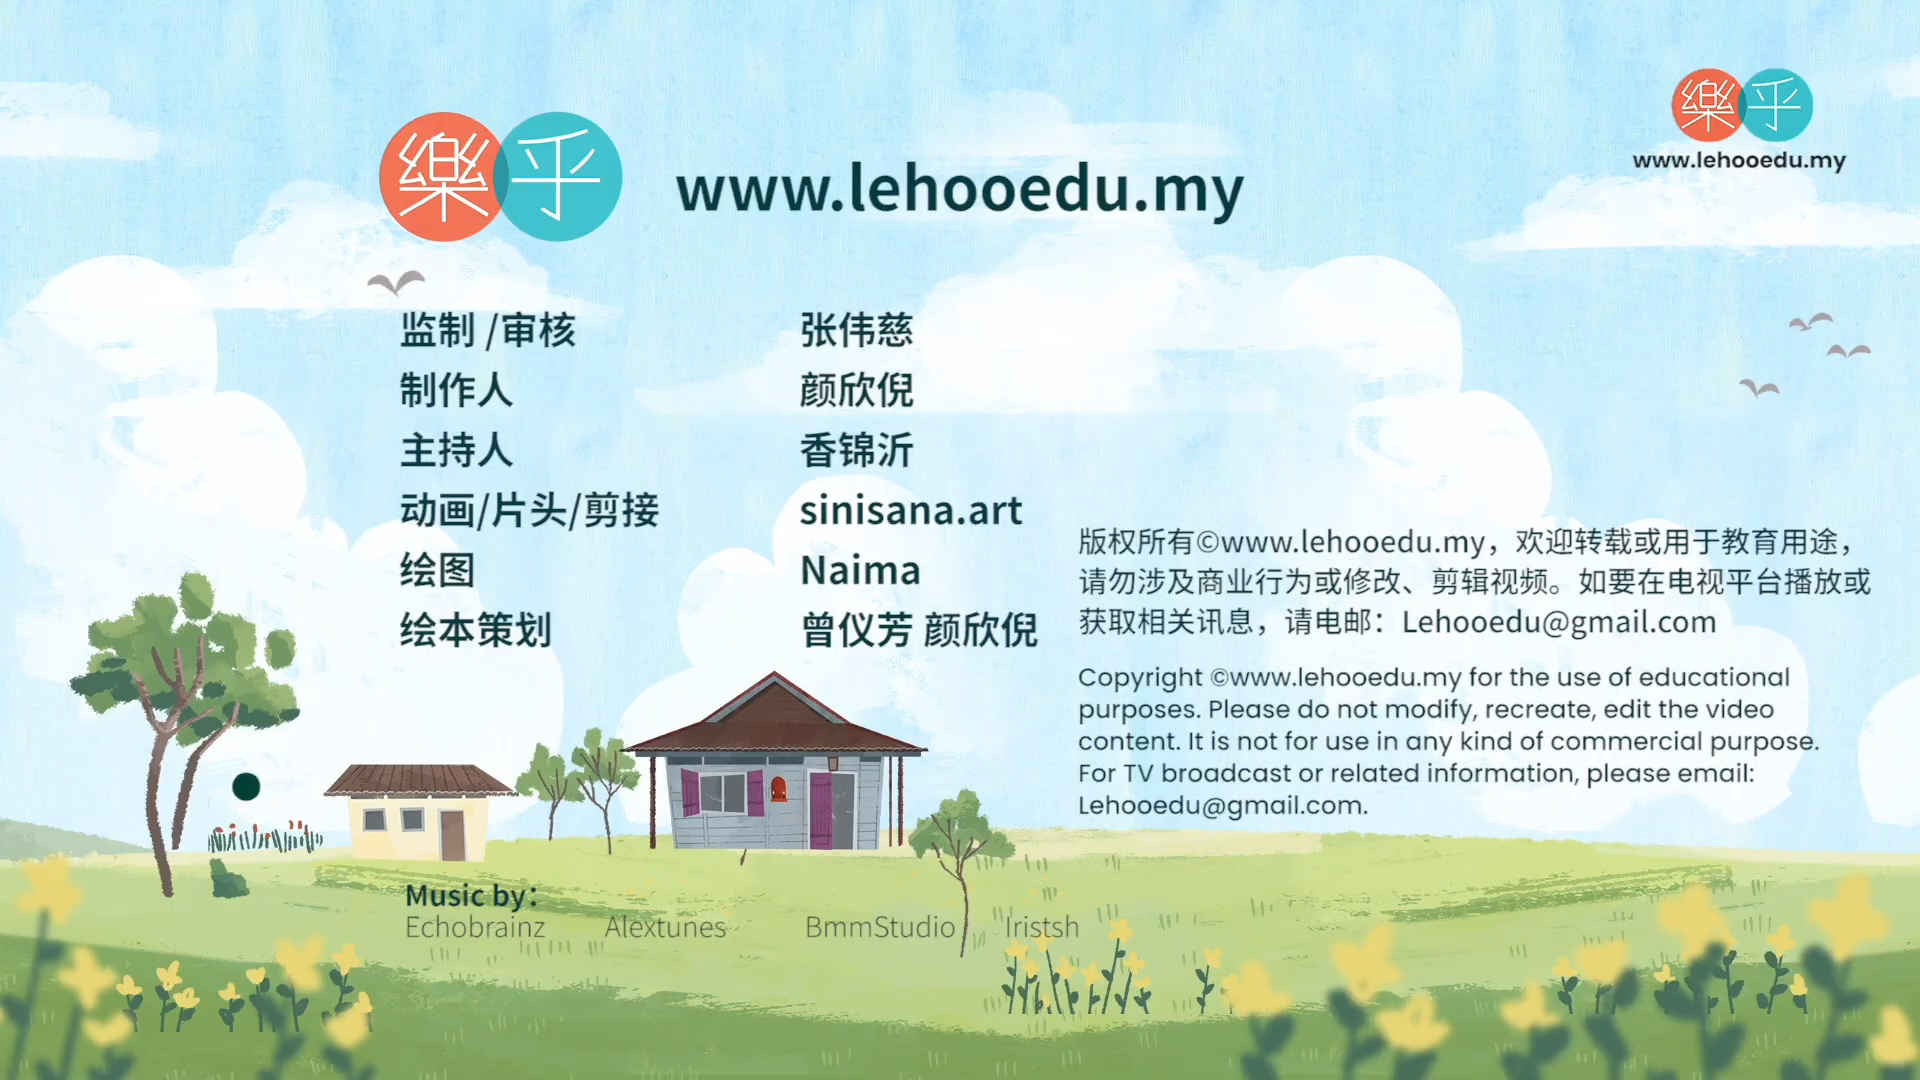 樂乎
www.lehooedu.my
樂乎
www.lehooedu.my
监制 /审核 张伟慈
制作人 颜欣倪
主持人 香锦沂
动画/片头/剪接 sinisana.art
绘图 Naima
绘本策划 曾仪芳 颜欣倪
版权所有©www.lehooedu.my，欢迎转载或用于教育用途，
请勿涉及商业行为或修改、剪辑视频。如要在电视平台播放或
获取相关讯息，请电邮：Lehooedu@gmail.com
Copyright ©www.lehooedu.my for the use of educational
purposes. Please do not modify, recreate, edit the video
content. It is not for use in any kind of commercial purpose.
For TV broadcast or related information, please email:
Lehooedu@gmail.com.
Music by：
Echobrainz Alextunes BmmStudio Iristsh